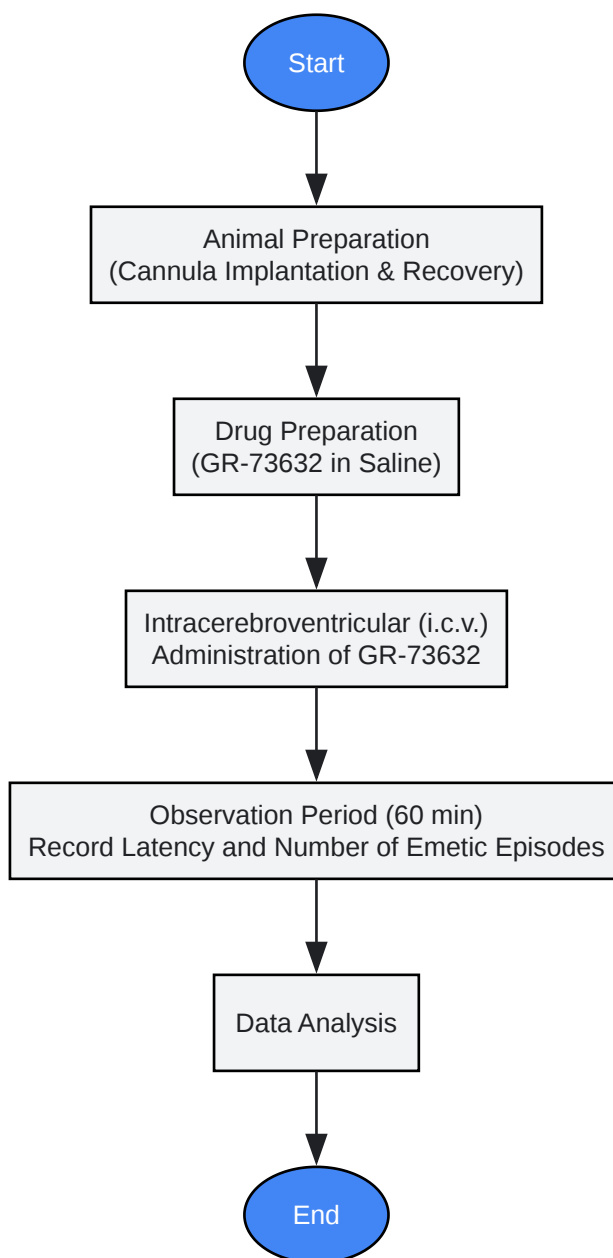 Start
Animal Preparation
(Cannula Implantation & Recovery)
Drug Preparation
(GR-73632 in Saline)
Intracerebroventricular (i.c.v.)
Administration of GR-73632
Observation Period (60 min)
Record Latency and Number of Emetic Episodes
Data Analysis
End